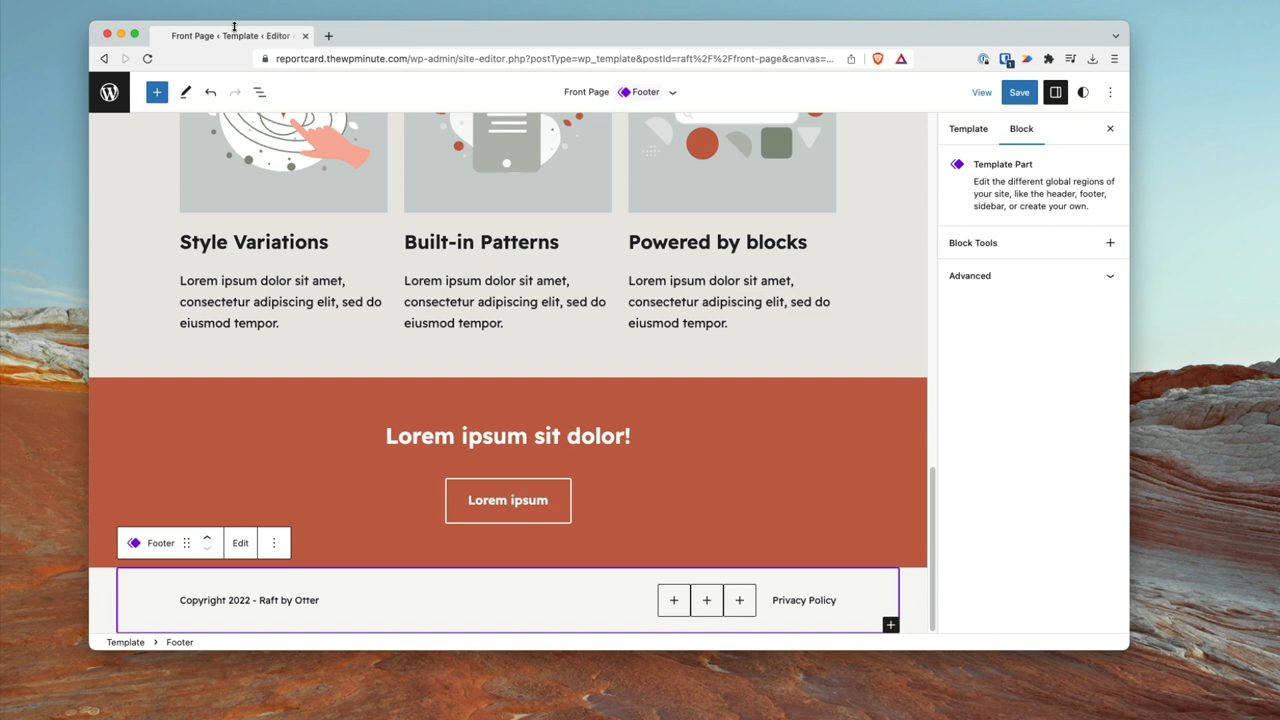 Front Page ‹ Template ‹ Editor
reportcard.thewpminute.com/wp-admin/site-editor.php?postType=wp_template&postId=raft%2F%2Ffront-page&canvas=...
1
Front Page Footer
View Save
Template Block
Template Part
Edit the different global regions of
your site, like the header, footer,
sidebar, or create your own.
Block Tools
Advanced
Style Variations
Lorem ipsum dolor sit amet,
consectetur adipiscing elit, sed do
eiusmod tempor.
Built-in Patterns
Lorem ipsum dolor sit amet,
consectetur adipiscing elit, sed do
eiusmod tempor.
Powered by blocks
Lorem ipsum dolor sit amet,
consectetur adipiscing elit, sed do
eiusmod tempor.
Lorem ipsum sit dolor!
Lorem ipsum
Footer Edit
Copyright 2022 - Raft by Otter
Privacy Policy
Template > Footer